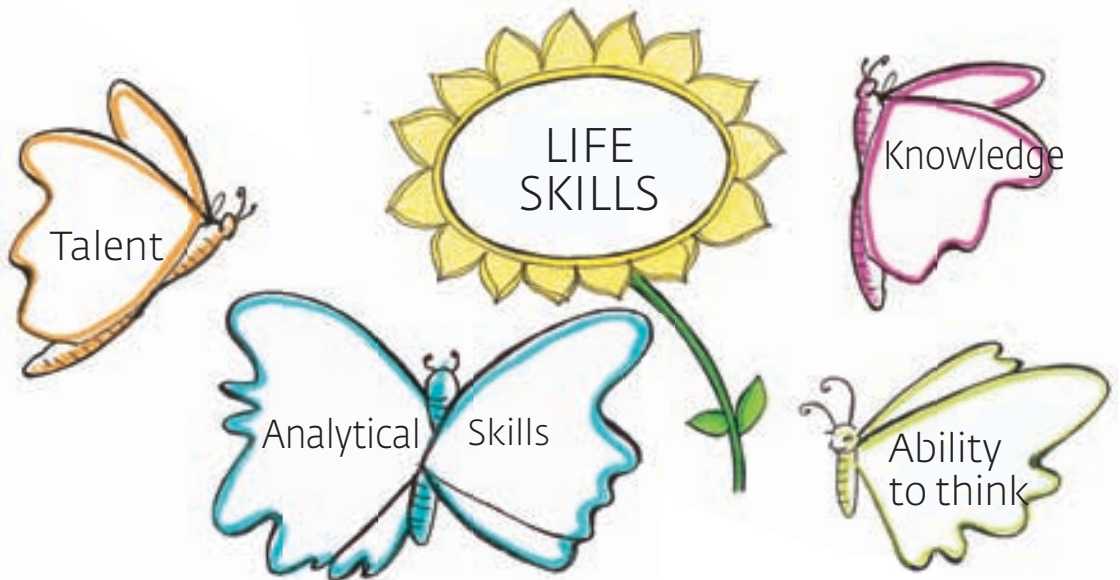 LIFE
SKILLS
Talent
Knowledge
Analytical Skills
Ability
to think